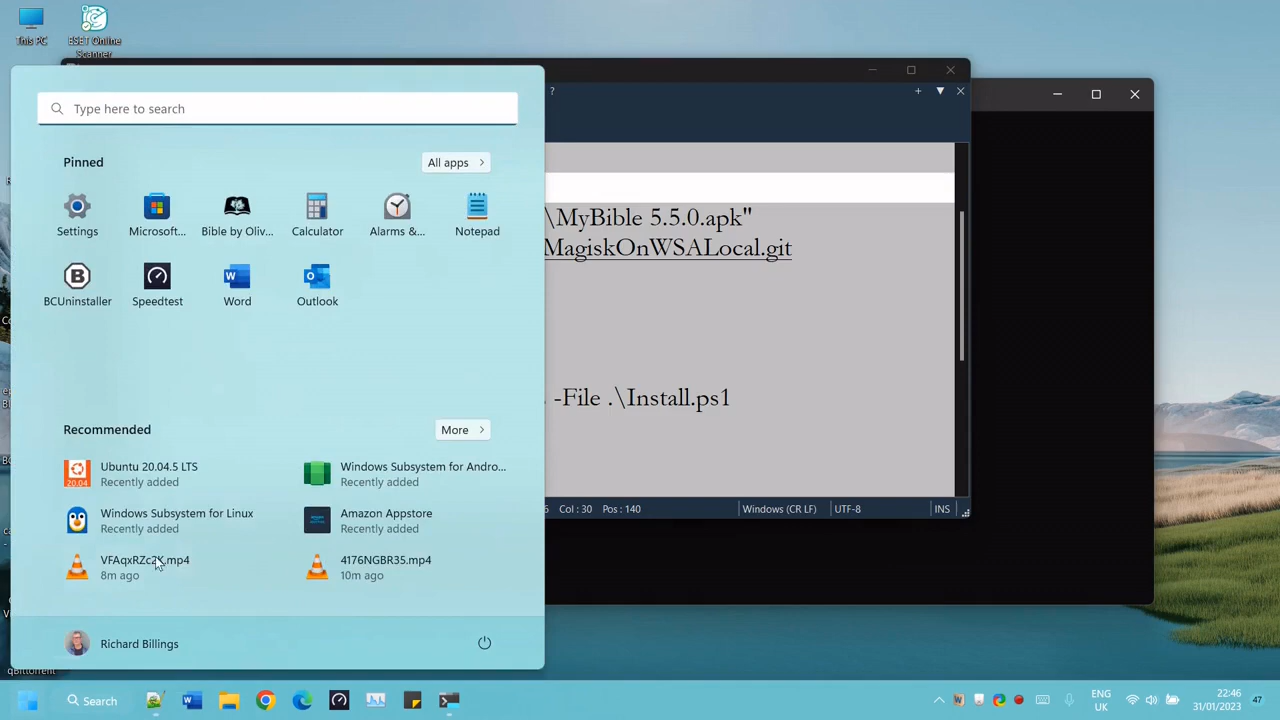 This PC
ESET Online
Scanner
Type here to search
?
Pinned
All apps
Settings
Microsoft...
Bible by Oliv...
Calculator
Alarms &...
Notepad
\MyBible 5.5.0.apk"
MagiskOnWSALocal.git
BCUninstaller
Speedtest
Word
Outlook
-File .\Install.ps1
Recommended
More
Ubuntu 20.04.5 LTS
Recently added
Windows Subsystem for Andro...
Recently added
Windows Subsystem for Linux
Recently added
Amazon Appstore
Recently added
Col : 30 Pos : 140
Windows (CR LF)
UTF-8
INS
8m ago
4176NGBR35.mp4
10m ago
Richard Billings
qBittorrent
Search
ENG
UK
22:46
31/01/2023
47